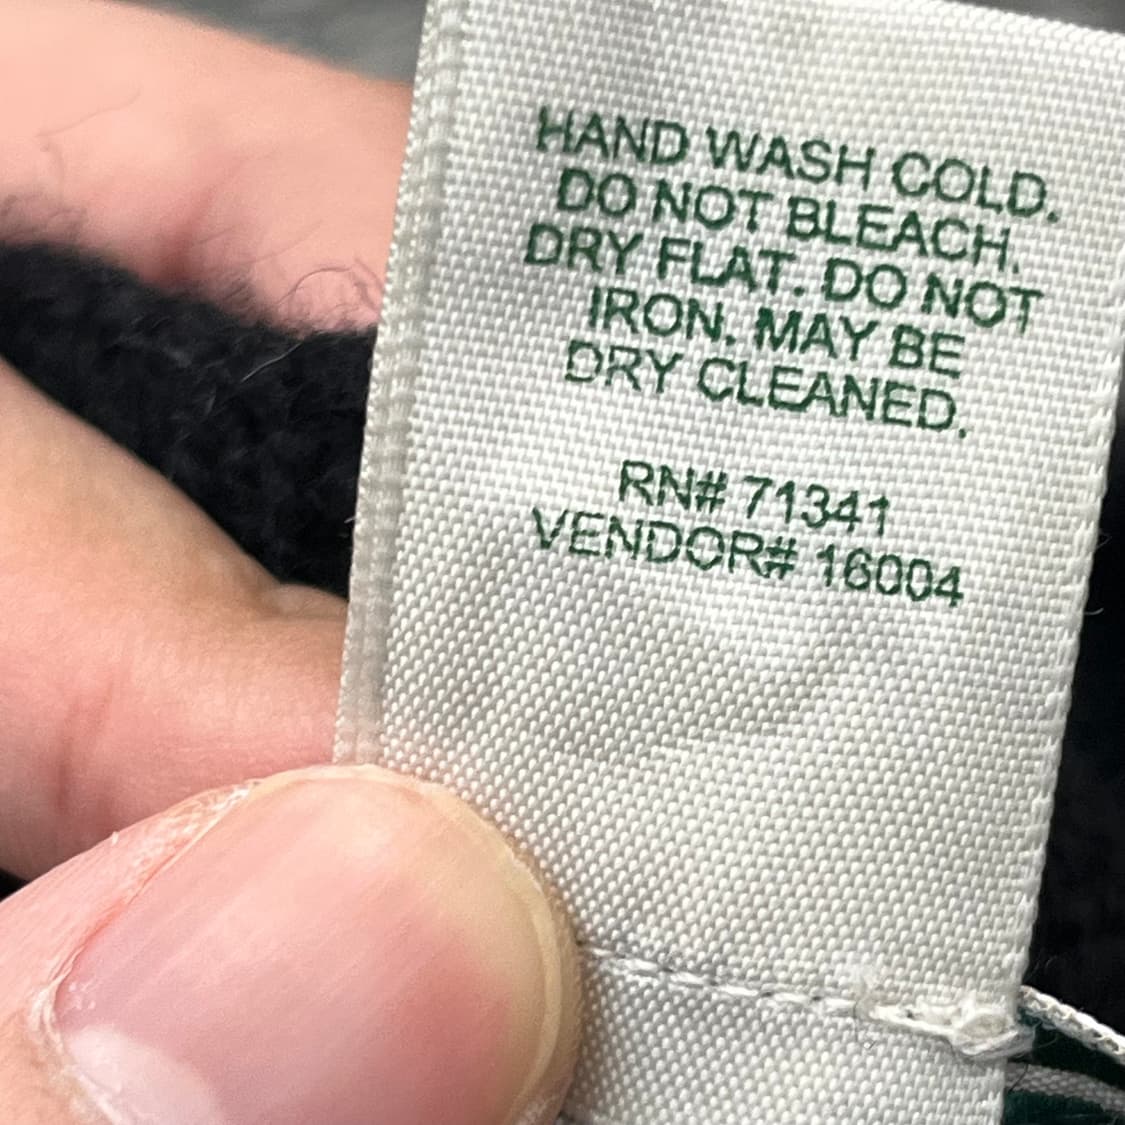 HAND WASH COLD.
DO NOT BLEACH.
DRY FLAT. DO NOT
IRON. MAY BE
DRY CLEANED.
RN# 71341
VENDOR# 16004